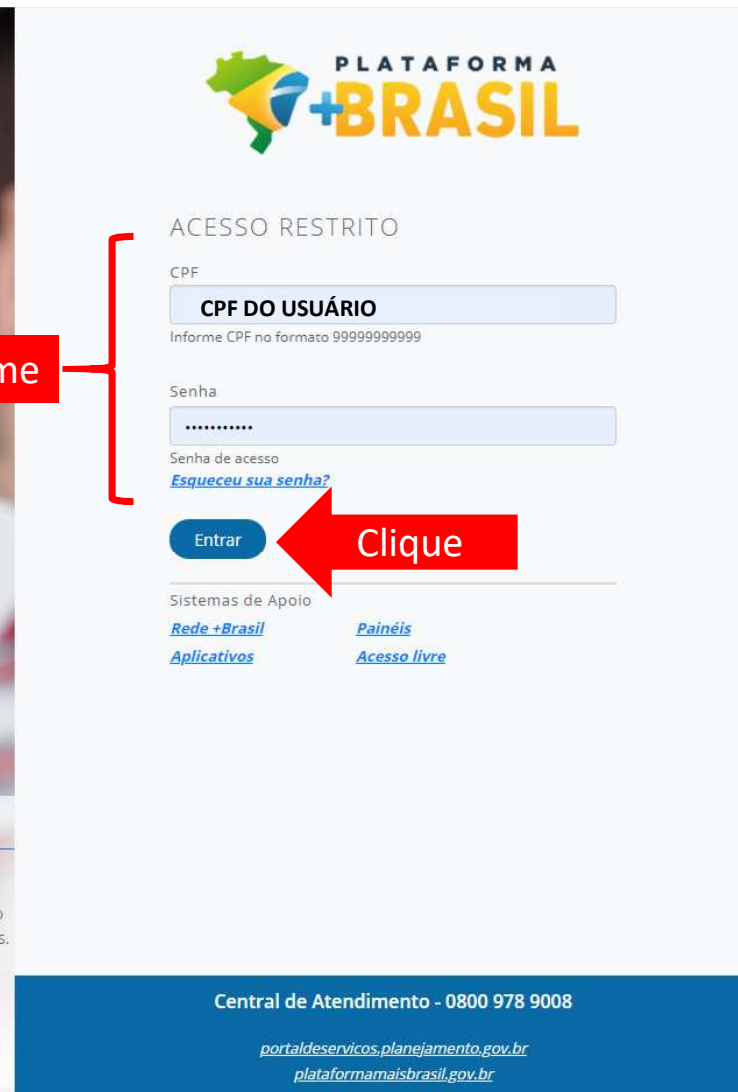 PLATAFORMA
+BRASIL
ACESSO RESTRITO
CPF
CPF DO USUÁRIO
Informe CPF no formato 99999999999
Senha
...........
Senha de acesso
Esqueceu sua senha?
Entrar
Clique
Sistemas de Apoio
Rede +Brasil Painéis
Aplicativos Acesso livre
s.
Central de Atendimento - 0800 978 9008
portaldeservicos.planejamento.gov.br
plataformamaisbrasil.gov.br